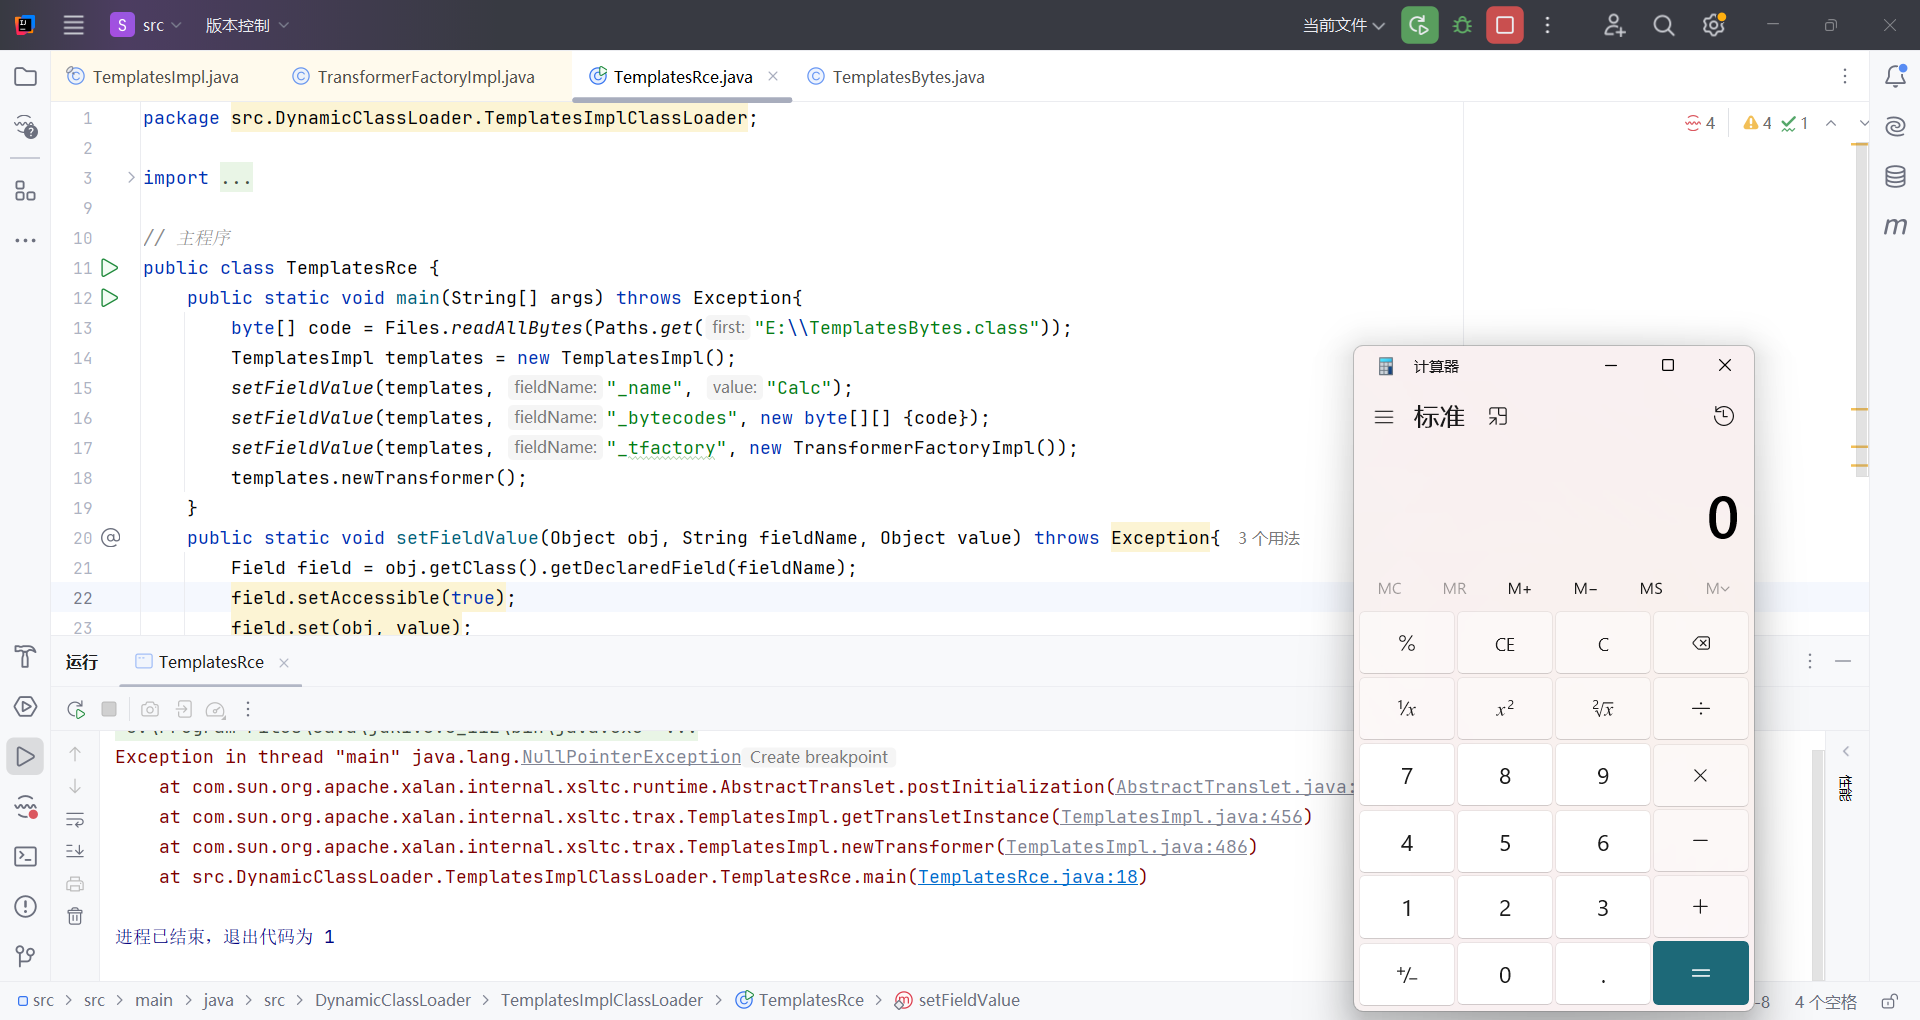 S src 版本控制 当前文件
TemplatesImpl.java TransformerFactoryImpl.java TemplatesRce.java TemplatesBytes.java
1 package src.DynamicClassLoader.TemplatesImplClassLoader;
4 4 1
2
3 import ...
9
10 // 主程序
11 public class TemplatesRce {
12 public static void main(String[] args) throws Exception{
13 byte[] code = Files.readAllBytes(Paths.get( first: "E:\\TemplatesBytes.class"));
14 TemplatesImpl templates = new TemplatesImpl();
15 setFieldValue(templates, fieldName: "_name", value: "Calc");
16 setFieldValue(templates, fieldName: "_bytecodes", new byte[][] {code});
17 setFieldValue(templates, fieldName: "_tfactory", new TransformerFactoryImpl());
18 templates.newTransformer();
19 }
20 @ public static void setFieldValue(Object obj, String fieldName, Object value) throws Exception{ 3 个用法
21 Field field = obj.getClass().getDeclaredField(fieldName);
22 field.setAccessible(true);
23 field.set(obj, value);
运行 TemplatesRce
Exception in thread "main" java.lang.NullPointerException Create breakpoint
at com.sun.org.apache.xalan.internal.xsltc.runtime.AbstractTranslet.postInitialization(AbstractTranslet.java:
at com.sun.org.apache.xalan.internal.xsltc.trax.TemplatesImpl.getTransletInstance(TemplatesImpl.java:456)
at com.sun.org.apache.xalan.internal.xsltc.trax.TemplatesImpl.newTransformer(TemplatesImpl.java:486)
at src.DynamicClassLoader.TemplatesImplClassLoader.TemplatesRce.main(TemplatesRce.java:18)
进程已结束，退出代码为 1
性能
src > src > main > java > src > DynamicClassLoader > TemplatesImplClassLoader > TemplatesRce > setFieldValue
-8 4 个空格
计算器
标准
0
MC MR M+ M− MS M
% CE C
¹/x x² ²√x ÷
7 8 9 ×
4 5 6 −
1 2 3 +
+/− 0 . =